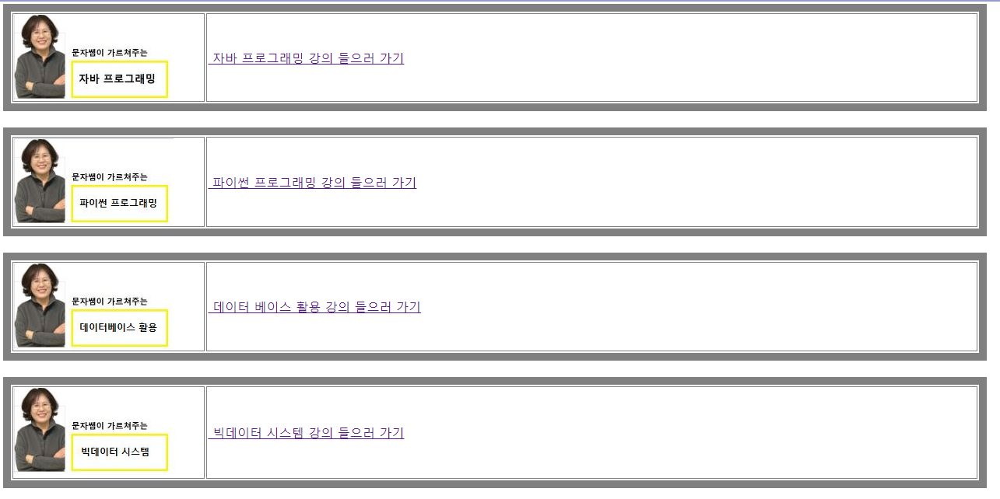 문자쌤이 가르쳐주는
자바 프로그래밍
자바 프로그래밍 강의 들으러 가기
문자쌤이 가르쳐주는
파이썬 프로그래밍
파이썬 프로그래밍 강의 들으러 가기
문자쌤이 가르쳐주는
데이터베이스 활용
데이터 베이스 활용 강의 들으러 가기
문자쌤이 가르쳐주는
빅데이터 시스템
빅데이터 시스템 강의 들으러 가기